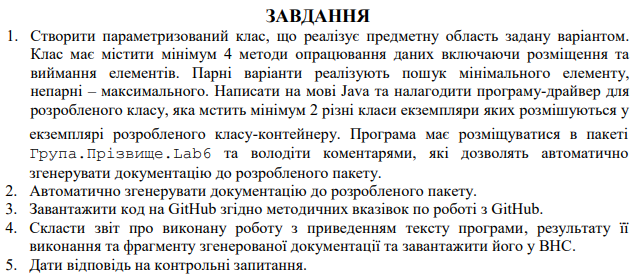 ЗАВДАННЯ
1. Створити параметризований клас, що реалізує предметну область задану варіантом.
Клас має містити мінімум 4 методи опрацювання даних включаючи розміщення та
виймання елементів. Парні варіанти реалізують пошук мінімального елементу,
непарні – максимального. Написати на мові Java та налагодити програму-драйвер для
розробленого класу, яка мстить мінімум 2 різні класи екземпляри яких розмішуються у
екземплярі розробленого класу-контейнеру. Програма має розміщуватися в пакеті
Група.Прізвище.Lab6 та володіти коментарями, які дозволять автоматично
згенерувати документацію до розробленого пакету.
2. Автоматично згенерувати документацію до розробленого пакету.
3. Завантажити код на GitHub згідно методичних вказівок по роботі з GitHub.
4. Скласти звіт про виконану роботу з приведенням тексту програми, результату її
виконання та фрагменту згенерованої документації та завантажити його у ВНС.
5. Дати відповідь на контрольні запитання.